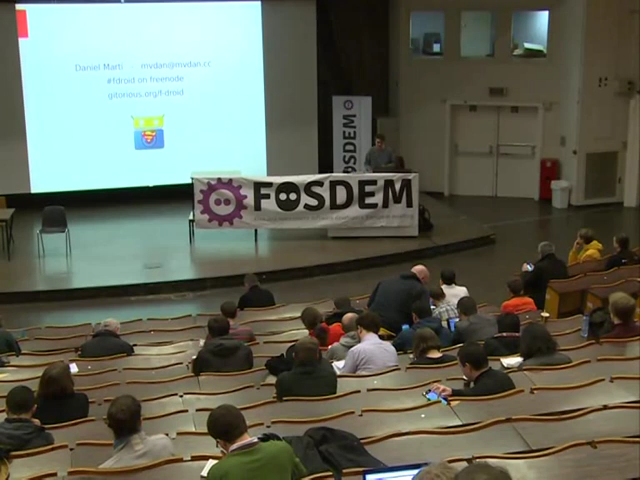 Daniel Martí mvdan@mvdan.cc
#fdroid on freenode
gitorious.org/f-droid
FOSDEM
FOSDEM